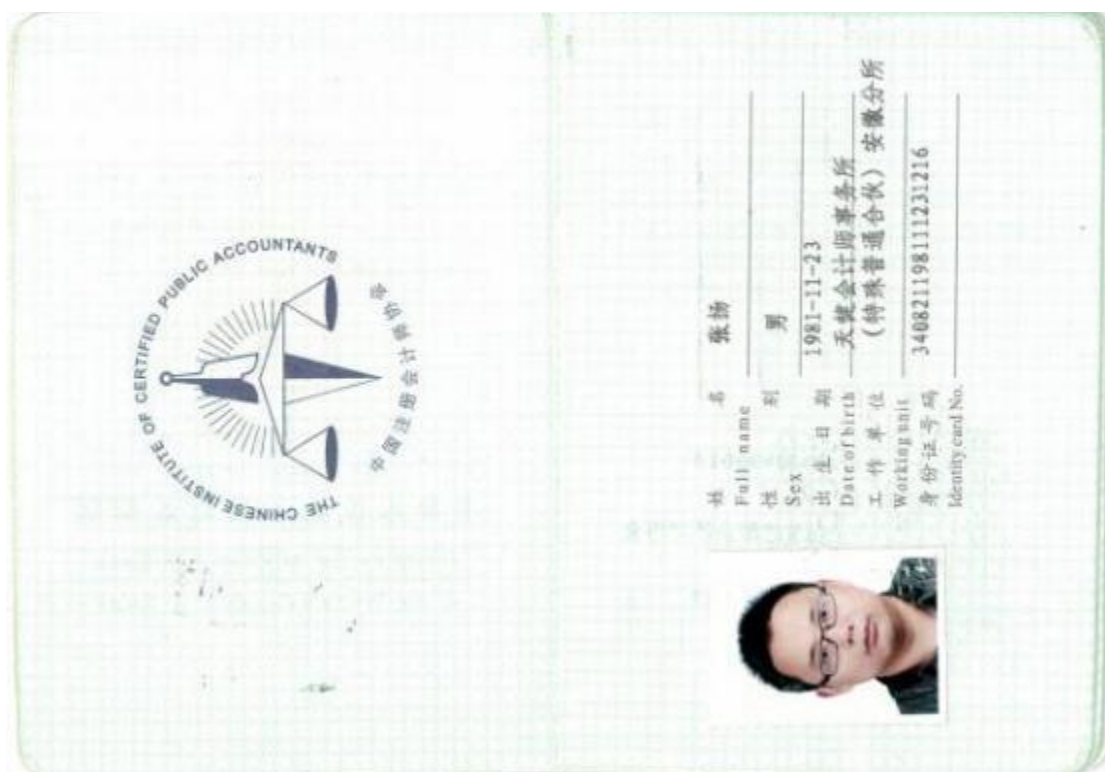 THE CHINESE INSTITUTE OF CERTIFIED PUBLIC ACCOUNTANTS
中国注册会计师协会
姓 名 张扬
Full name
性 别 男
Sex
出 生 日 期 1981-11-23
Date of birth
工 作 单 位 天健会计师事务所
(特殊普通合伙)安徽分所
Working unit
身份证号码 340821198111231216
Identity card No.